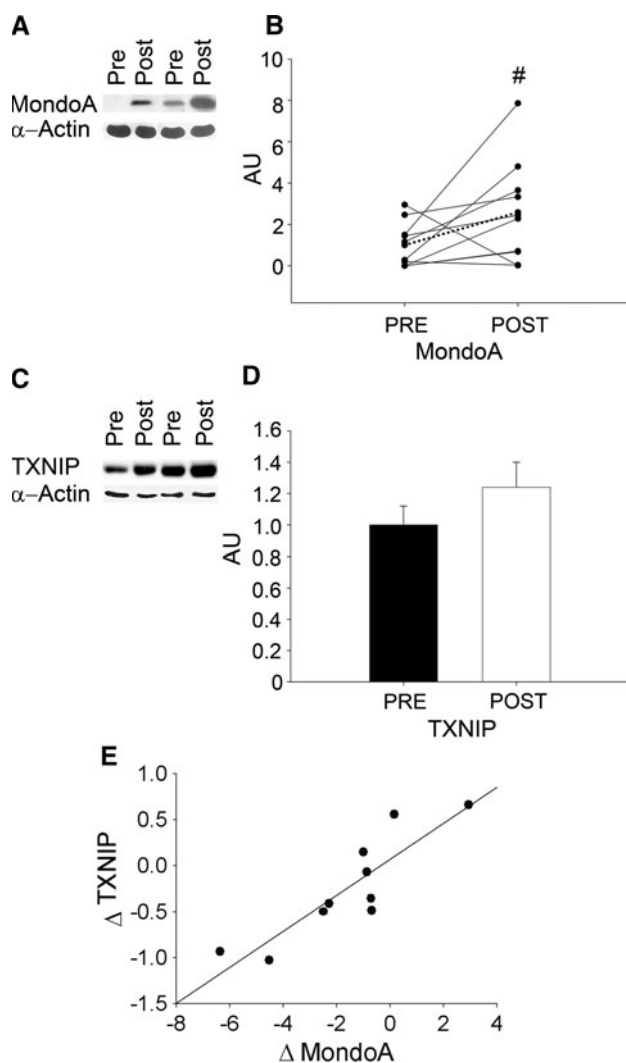 A
Pre
Post
Pre
Post
MondoA
α–Actin
B
10
8
6
4
2
0
AU
#
PRE
POST
MondoA
C
Pre
Post
Pre
Post
TXNIP
α–Actin
D
1.6
1.4
1.2
1.0
0.8
0.6
0.4
0.2
0
AU
PRE
POST
TXNIP
E
1.0
0.5
0.0
-0.5
-1.0
-1.5
Δ TXNIP
-8
-6
-4
-2
0
2
4
Δ MondoA